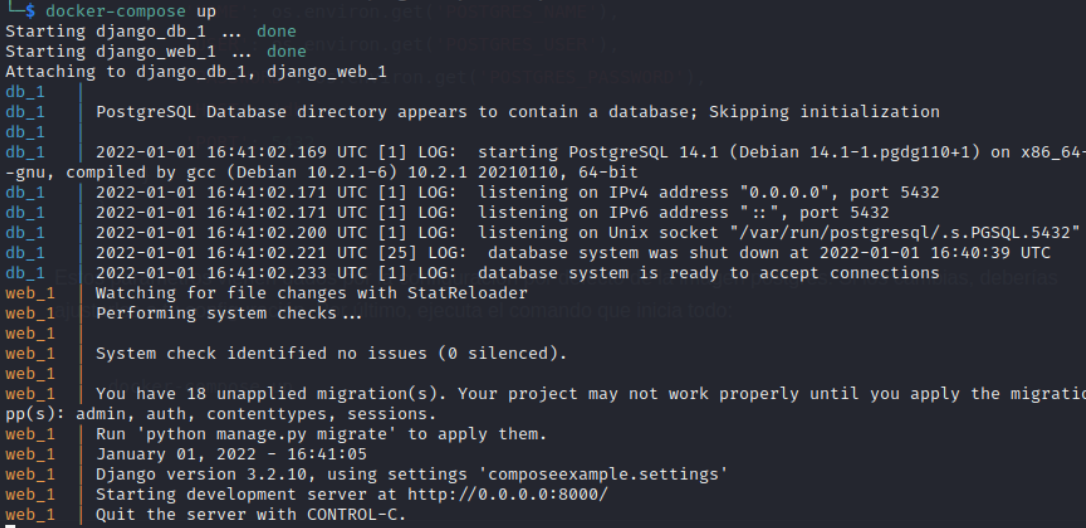 └─$ docker-compose up
Starting django_db_1 ... done
Starting django_web_1 ... done
Attaching to django_db_1, django_web_1
db_1 |
db_1 | PostgreSQL Database directory appears to contain a database; Skipping initialization
db_1 |
db_1 | 2022-01-01 16:41:02.169 UTC [1] LOG: starting PostgreSQL 14.1 (Debian 14.1-1.pgdg110+1) on x86_64-
-gnu, compiled by gcc (Debian 10.2.1-6) 10.2.1 20210110, 64-bit
db_1 | 2022-01-01 16:41:02.171 UTC [1] LOG: listening on IPv4 address "0.0.0.0", port 5432
db_1 | 2022-01-01 16:41:02.171 UTC [1] LOG: listening on IPv6 address "::", port 5432
db_1 | 2022-01-01 16:41:02.200 UTC [1] LOG: listening on Unix socket "/var/run/postgresql/.s.PGSQL.5432"
db_1 | 2022-01-01 16:41:02.221 UTC [25] LOG: database system was shut down at 2022-01-01 16:40:39 UTC
db_1 | 2022-01-01 16:41:02.233 UTC [1] LOG: database system is ready to accept connections
web_1 | Watching for file changes with StatReloader
web_1 | Performing system checks...
web_1 |
web_1 | System check identified no issues (0 silenced).
web_1 |
web_1 | You have 18 unapplied migration(s). Your project may not work properly until you apply the migratio
pp(s): admin, auth, contenttypes, sessions.
web_1 | Run 'python manage.py migrate' to apply them.
web_1 | January 01, 2022 - 16:41:05
web_1 | Django version 3.2.10, using settings 'composeexample.settings'
web_1 | Starting development server at http://0.0.0.0:8000/
web_1 | Quit the server with CONTROL-C.